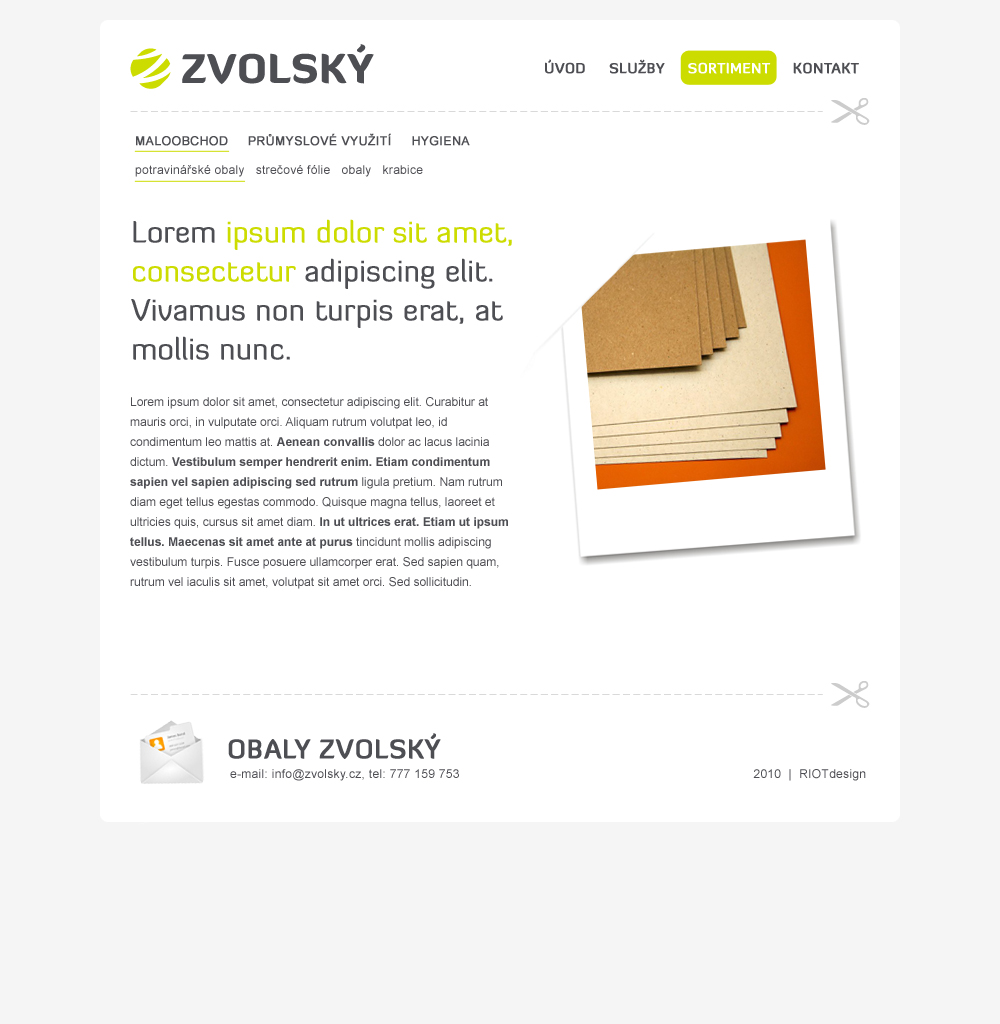 ZVOLSKÝ
ÚVOD SLUŽBY SORTIMENT KONTAKT
MALOOBCHOD PRŮMYSLOVÉ VYUŽITÍ HYGIENA
potravinářské obaly strečové fólie obaly krabice
Lorem ipsum dolor sit amet,
consectetur adipiscing elit.
Vivamus non turpis erat, at
mollis nunc.
Lorem ipsum dolor sit amet, consectetur adipiscing elit. Curabitur at
mauris orci, in vulputate orci. Aliquam rutrum volutpat leo, id
condimentum leo mattis at. Aenean convallis dolor ac lacus lacinia
dictum. Vestibulum semper hendrerit enim. Etiam condimentum
sapien vel sapien adipiscing sed rutrum ligula pretium. Nam rutrum
diam eget tellus egestas commodo. Quisque magna tellus, laoreet et
ultricies quis, cursus sit amet diam. In ut ultrices erat. Etiam ut ipsum
tellus. Maecenas sit amet ante at purus tincidunt mollis adipiscing
vestibulum turpis. Fusce posuere ullamcorper erat. Sed sapien quam,
rutrum vel iaculis sit amet, volutpat sit amet orci. Sed sollicitudin.
OBALY ZVOLSKÝ
e-mail: info@zvolsky.cz, tel: 777 159 753
2010 | RIOTdesign